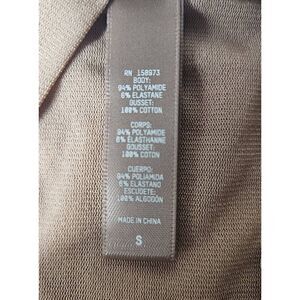 RN 158973
BODY:
94% POLYAMIDE
6% ELASTANE
GUSSET:
100% COTTON
CORPS:
94% POLYAMIDE
6% ELASTHANNE
GOUSSET:
100% COTON
CUERPO:
94% POLIAMIDA
6% ELASTANO
ESCUDETE:
100% ALGODÓN
MADE IN CHINA
S